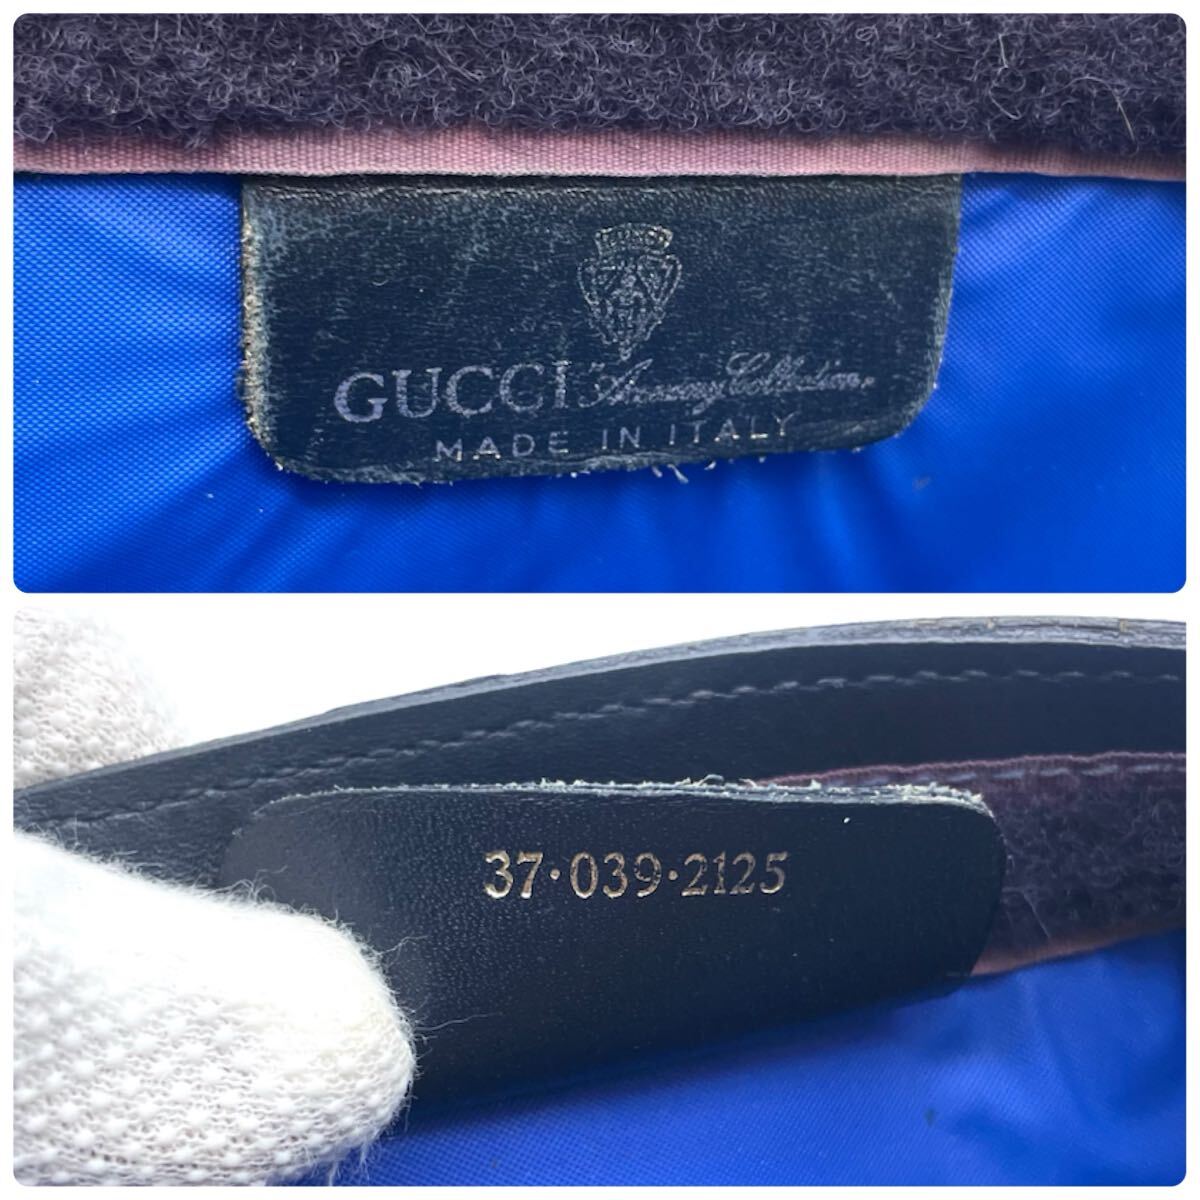 GUCCI Accessory Collection.
MADE IN ITALY
37·039·2125